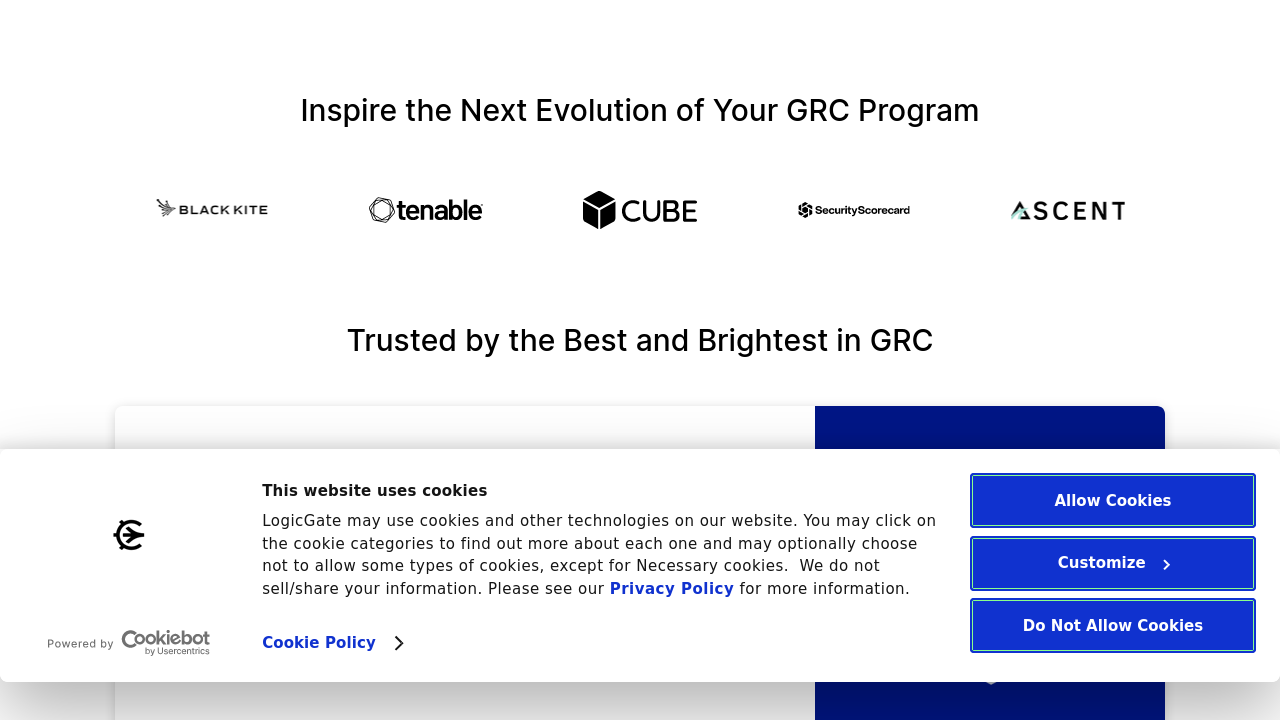 Inspire the Next Evolution of Your GRC Program
BLACK KITE
tenable
CUBE
SecurityScorecard
ASCENT
Trusted by the Best and Brightest in GRC
This website uses cookies
LogicGate may use cookies and other technologies on our website. You may click on
the cookie categories to find out more about each one and may optionally choose
not to allow some types of cookies, except for Necessary cookies.  We do not
sell/share your information. Please see our Privacy Policy for more information.
Cookie Policy
Powered by Cookiebot
by Usercentrics
Allow Cookies
Customize
Do Not Allow Cookies